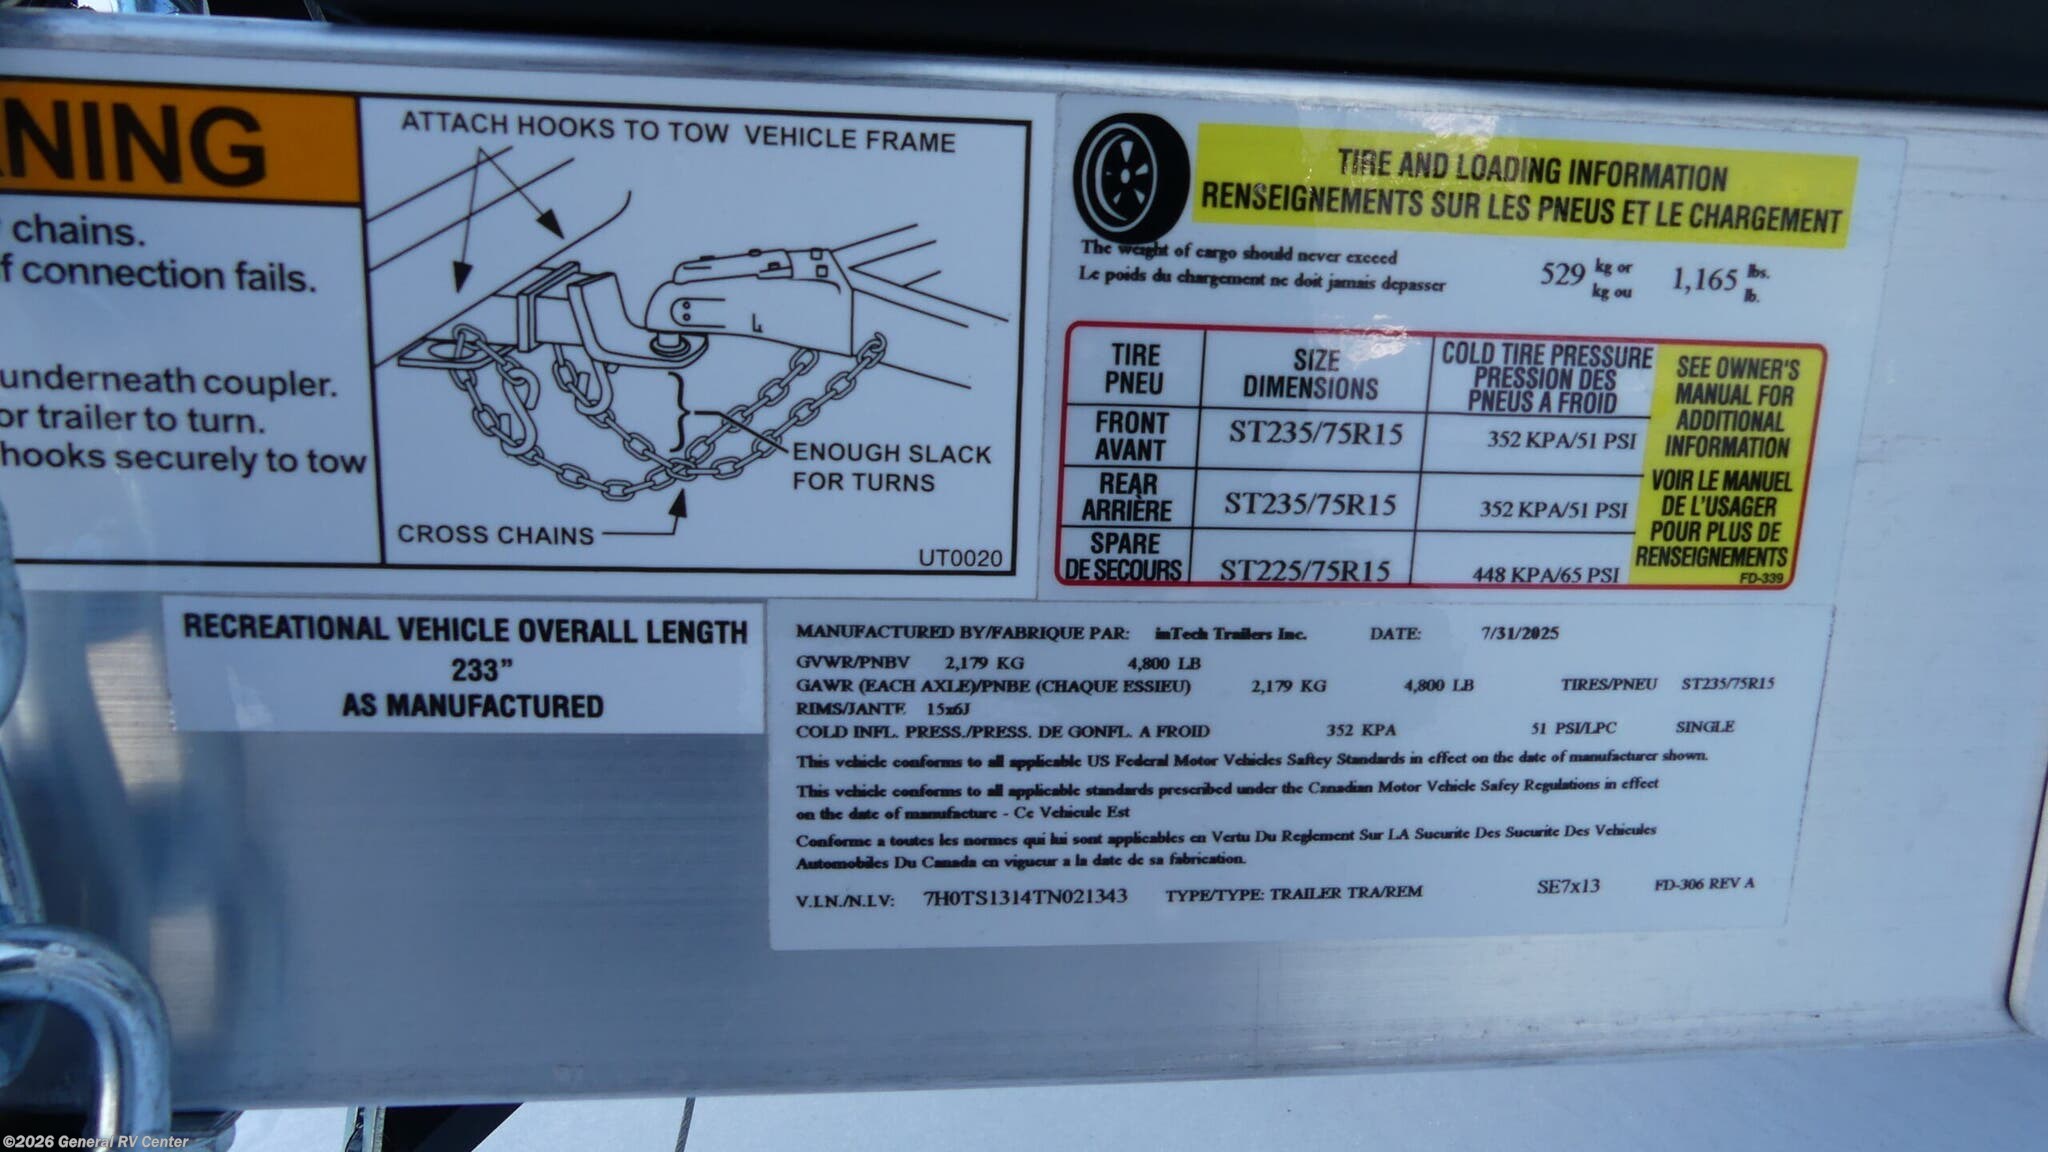 NING
chains.
f connection fails.
underneath coupler.
or trailer to turn.
hooks securely to tow
ATTACH HOOKS TO TOW VEHICLE FRAME
ENOUGH SLACK
FOR TURNS
CROSS CHAINS
UT0020
TIRE AND LOADING INFORMATION
RENSEIGNEMENTS SUR LES PNEUS ET LE CHARGEMENT
The weight of cargo should never exceed
Le poids du chargement ne doit jamais depasser
529 kg or kg ou 1,165 lbs. lb.
TIRE PNEU
SIZE DIMENSIONS
COLD TIRE PRESSURE
PRESSION DES
PNEUS A FROID
FRONT AVANT ST235/75R15 352 KPA/51 PSI
REAR ARRIÈRE ST235/75R15 352 KPA/51 PSI
SPARE DE SECOURS ST225/75R15 448 KPA/65 PSI
SEE OWNER'S
MANUAL FOR
ADDITIONAL
INFORMATION
VOIR LE MANUEL
DE L'USAGER
POUR PLUS DE
RENSEIGNEMENTS
FD-339
RECREATIONAL VEHICLE OVERALL LENGTH
233”
AS MANUFACTURED
MANUFACTURED BY/FABRIQUE PAR: inTech Trailers Inc. DATE: 7/31/2025
GVWR/PNBV 2,179 KG 4,800 LB
GAWR (EACH AXLE)/PNBE (CHAQUE ESSIEU) 2,179 KG 4,800 LB TIRES/PNEU ST235/75R15
RIMS/JANTE 15x6J
COLD INFL. PRESS./PRESS. DE GONFL. A FROID 352 KPA 51 PSI/LPC SINGLE
This vehicle conforms to all applicable US Federal Motor Vehicles Saftey Standards in effect on the date of manufacturer shown.
This vehicle conforms to all applicable standards prescribed under the Canadian Motor Vehicle Safey Regulations in effect
on the date of manufacture - Ce Vehicule Est
Conforme a toutes les normes qui lui sont applicables en Vertu Du Reglement Sur LA Sucurite Des Sucurite Des Vehicules
Automobiles Du Canada en vigueur a la date de sa fabrication.
V.I.N./N.I.V: 7H0TS1314TN021343 TYPE/TYPE: TRAILER TRA/REM SE7x13 FD-306 REV A
©2026 General RV Center